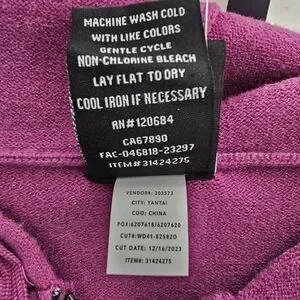 MACHINE WASH COLD
WITH LIKE COLORS
GENTLE CYCLE
NON-CHLORINE BLEACH
LAY FLAT TO DRY
COOL IRON IF NECESSARY
RN#120684
CA67890
FAC-046818-23297
ITEM#31424275
VENDOR#: 203573
CITY: YANTAI
COO: CHINA
PO#:6207618/6207620
CUT#:WD41-82582D
CUT DATE: 12/16/2023
ITEM#: 31424275